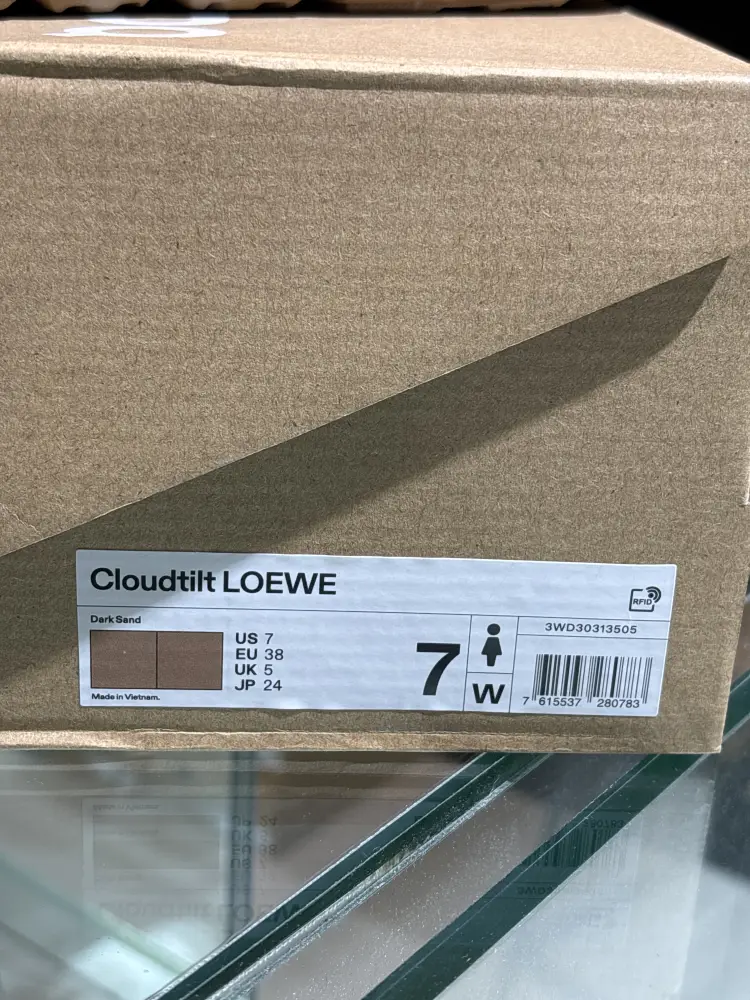 Cloudtilt LOEWE
RFID
Dark Sand
US 7
EU 38
UK 5
JP 24
Made in Vietnam.
7
W
3WD30313505
7 615537 280783